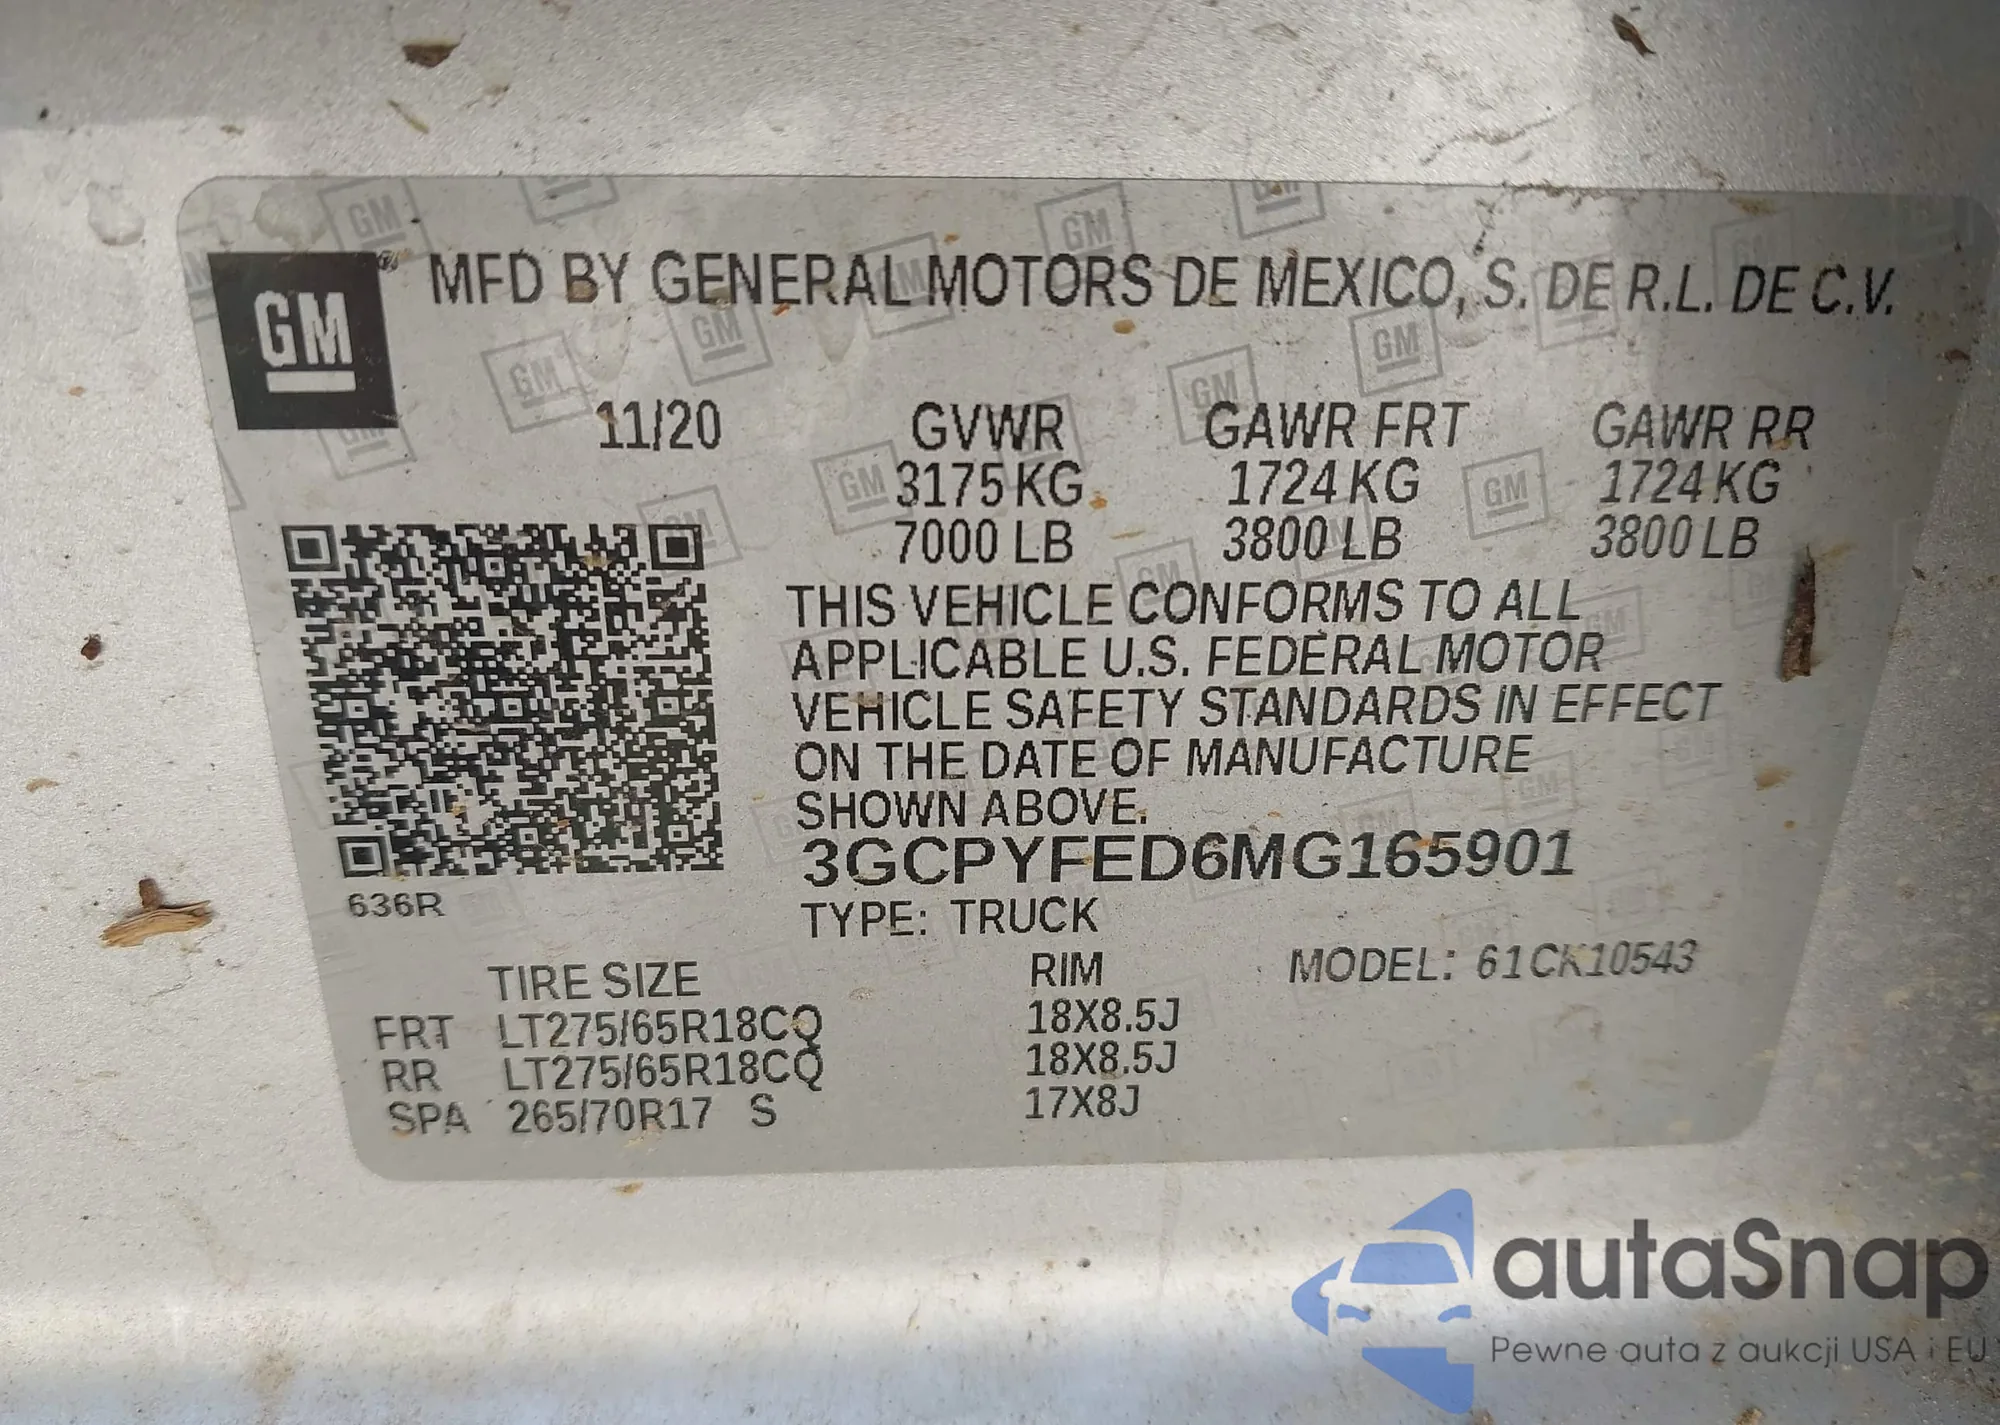 GM
MFD BY GENERAL MOTORS DE MEXICO, S. DE R.L. DE C.V.
11/20 GVWR GAWR FRT GAWR RR
3175 KG 1724 KG 1724 KG
7000 LB 3800 LB 3800 LB
THIS VEHICLE CONFORMS TO ALL
APPLICABLE U.S. FEDERAL MOTOR
VEHICLE SAFETY STANDARDS IN EFFECT
ON THE DATE OF MANUFACTURE
SHOWN ABOVE.
3GCPYFED6MG165901
636R
TYPE: TRUCK
TIRE SIZE RIM MODEL: 61CK10543
FRT LT275/65R18CQ 18X8.5J
RR LT275/65R18CQ 18X8.5J
SPA 265/70R17 S 17X8J
autaSnap
Pewne auta z aukcji USA i EU